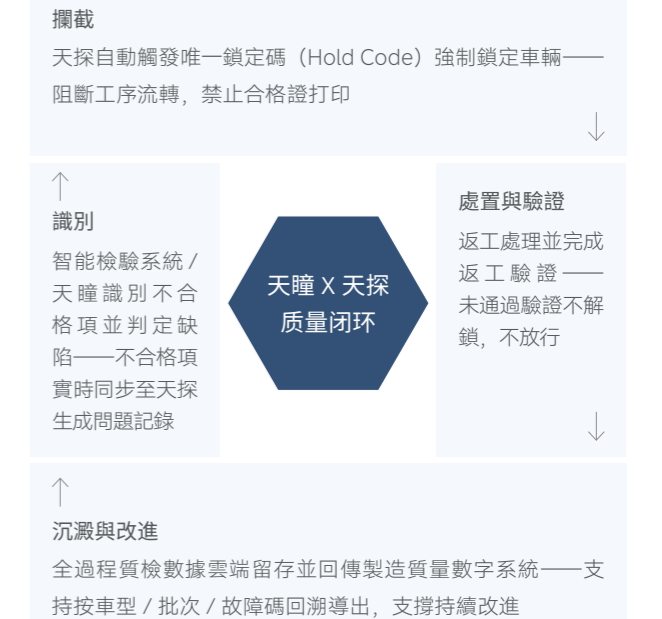 攔截
天探自動觸發唯一鎖定碼（Hold Code）強制鎖定車輛——
阻斷工序流轉，禁止合格證打印
識別
智能檢驗系統 /
天瞳識別不合
格項並判定缺
陷——不合格項
實時同步至天探
生成問題記錄
天瞳 X 天探
质量闭环
處置與驗證
返工處理並完成
返工驗證——
未通過驗證不解
鎖，不放行
沉澱與改進
全過程質檢數據雲端留存並回傳製造質量數字系統——支
持按車型 / 批次 / 故障碼回溯導出，支撐持續改進